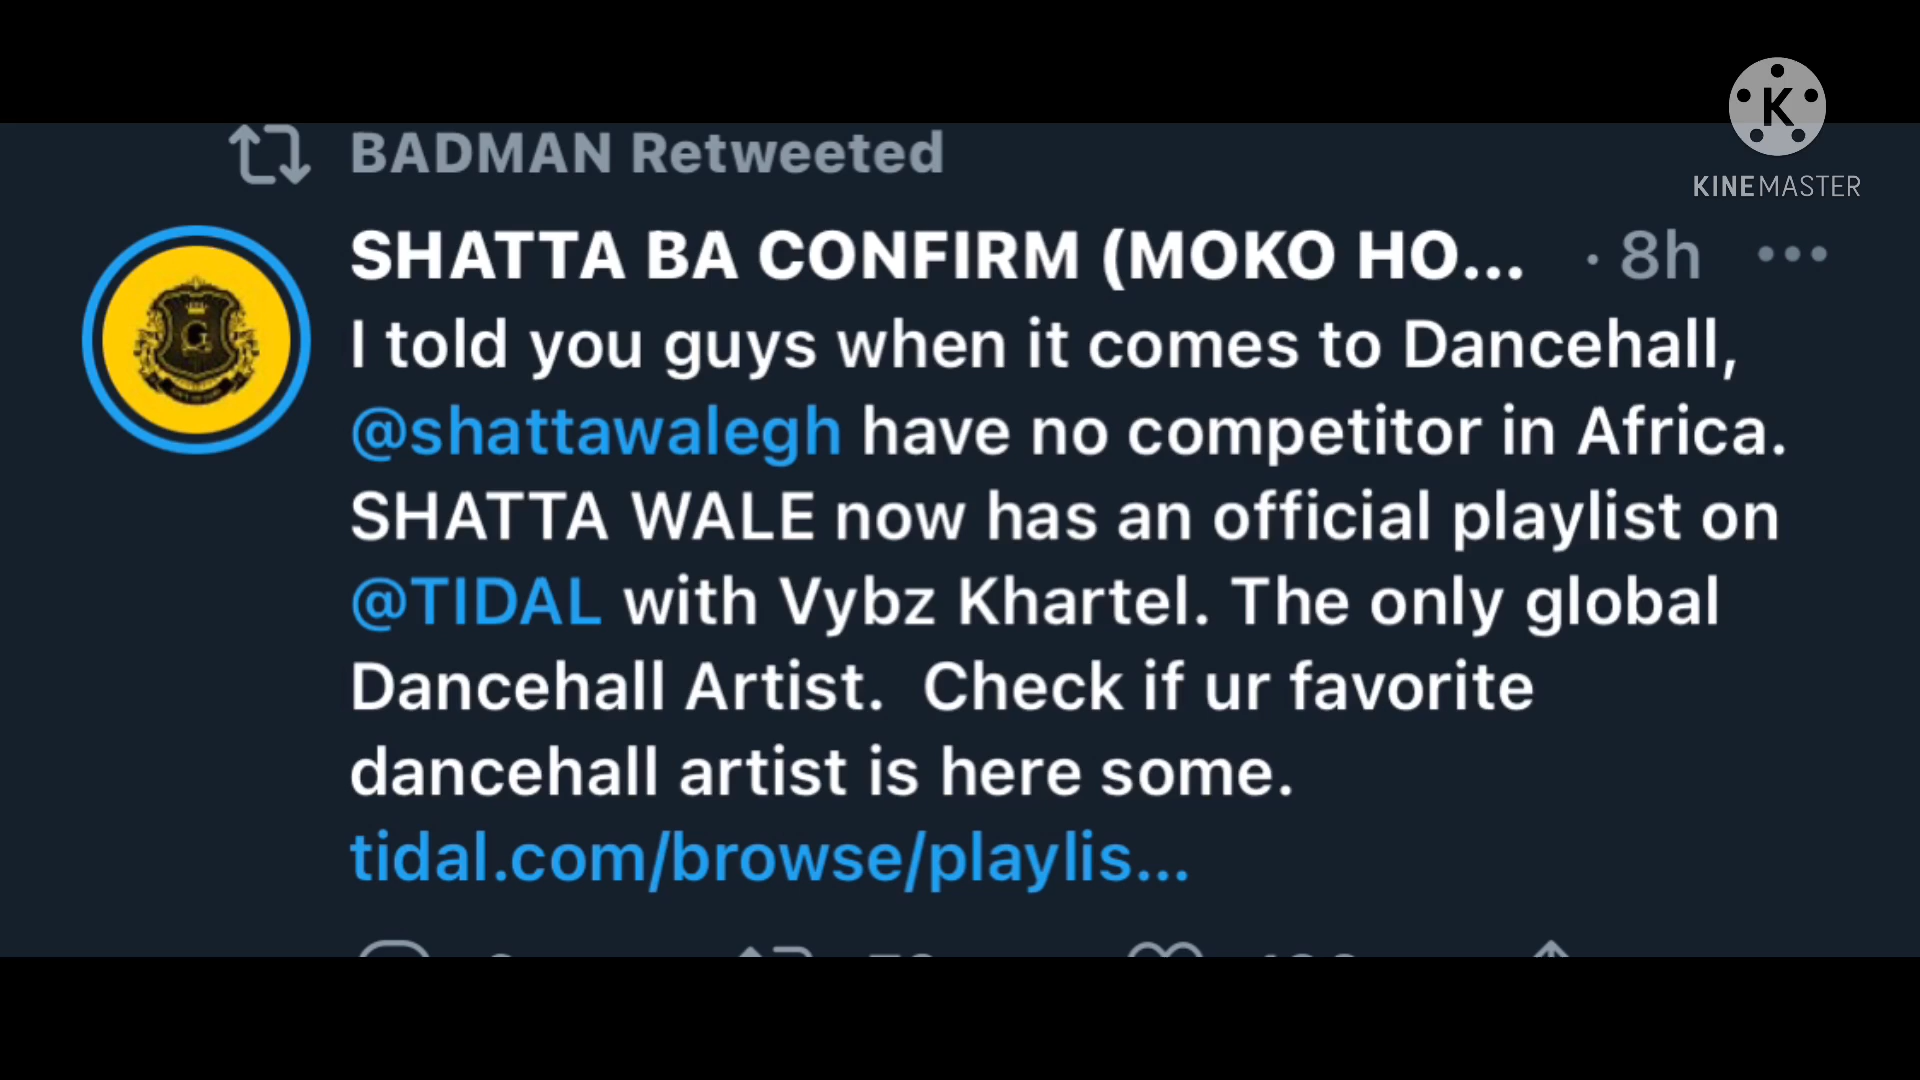 BADMAN Retweeted
SHATTA BA CONFIRM (MOKO HO... · 8h
I told you guys when it comes to Dancehall,
@shattawalegh have no competitor in Africa.
SHATTA WALE now has an official playlist on
@TIDAL with Vybz Khartel. The only global
Dancehall Artist.  Check if ur favorite
dancehall artist is here some.
tidal.com/browse/playlis...
K
KINEMASTER
G